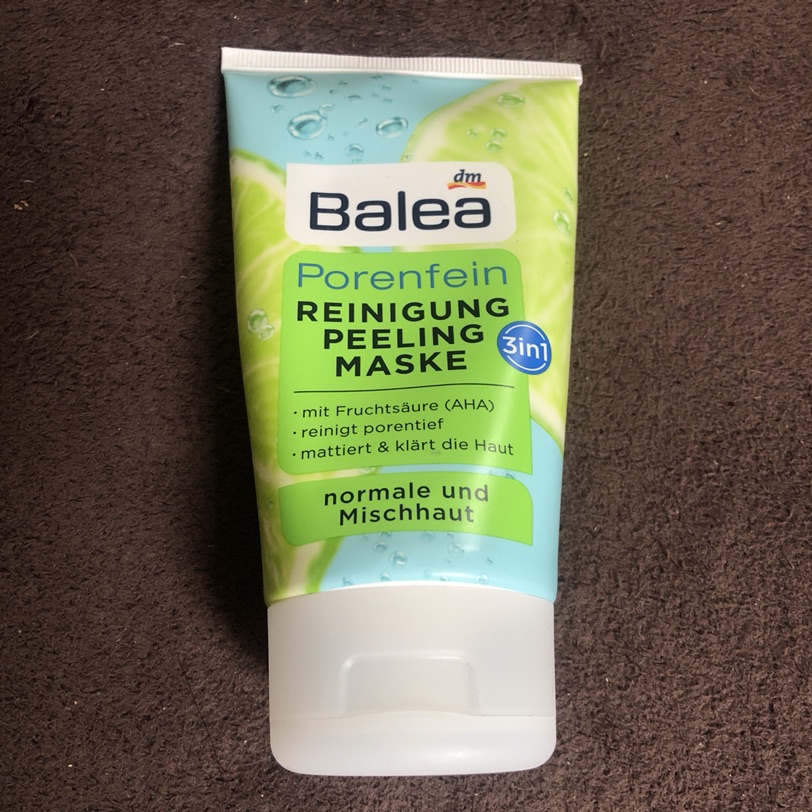 dm
Balea
Porenfein
REINIGUNG
PEELING
MASKE
3in1
· mit Fruchtsäure (AHA)
· reinigt porentief
· mattiert & klärt die Haut
normale und
Mischhaut